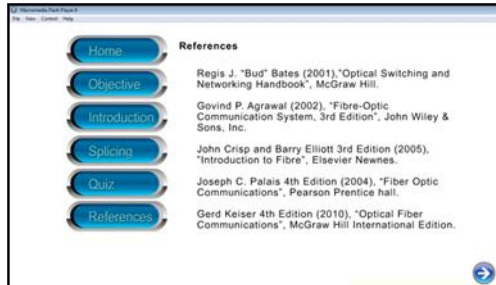 Macromedia Flash Player 8
File View Control Help
Home
Objective
Introduction
Splicing
Quiz
References
References
Regis J. "Bud" Bates (2001),"Optical Switching and
Networking Handbook", McGraw Hill.
Govind P. Agrawal (2002), "Fibre-Optic
Communication System, 3rd Edition", John Wiley &
Sons, Inc.
John Crisp and Barry Elliott 3rd Edition (2005),
"Introduction to Fibre", Elsevier Newnes.
Joseph C. Palais 4th Edition (2004), "Fiber Optic
Communications", Pearson Prentice hall.
Gerd Keiser 4th Edition (2010), "Optical Fiber
Communications", McGraw Hill International Edition.